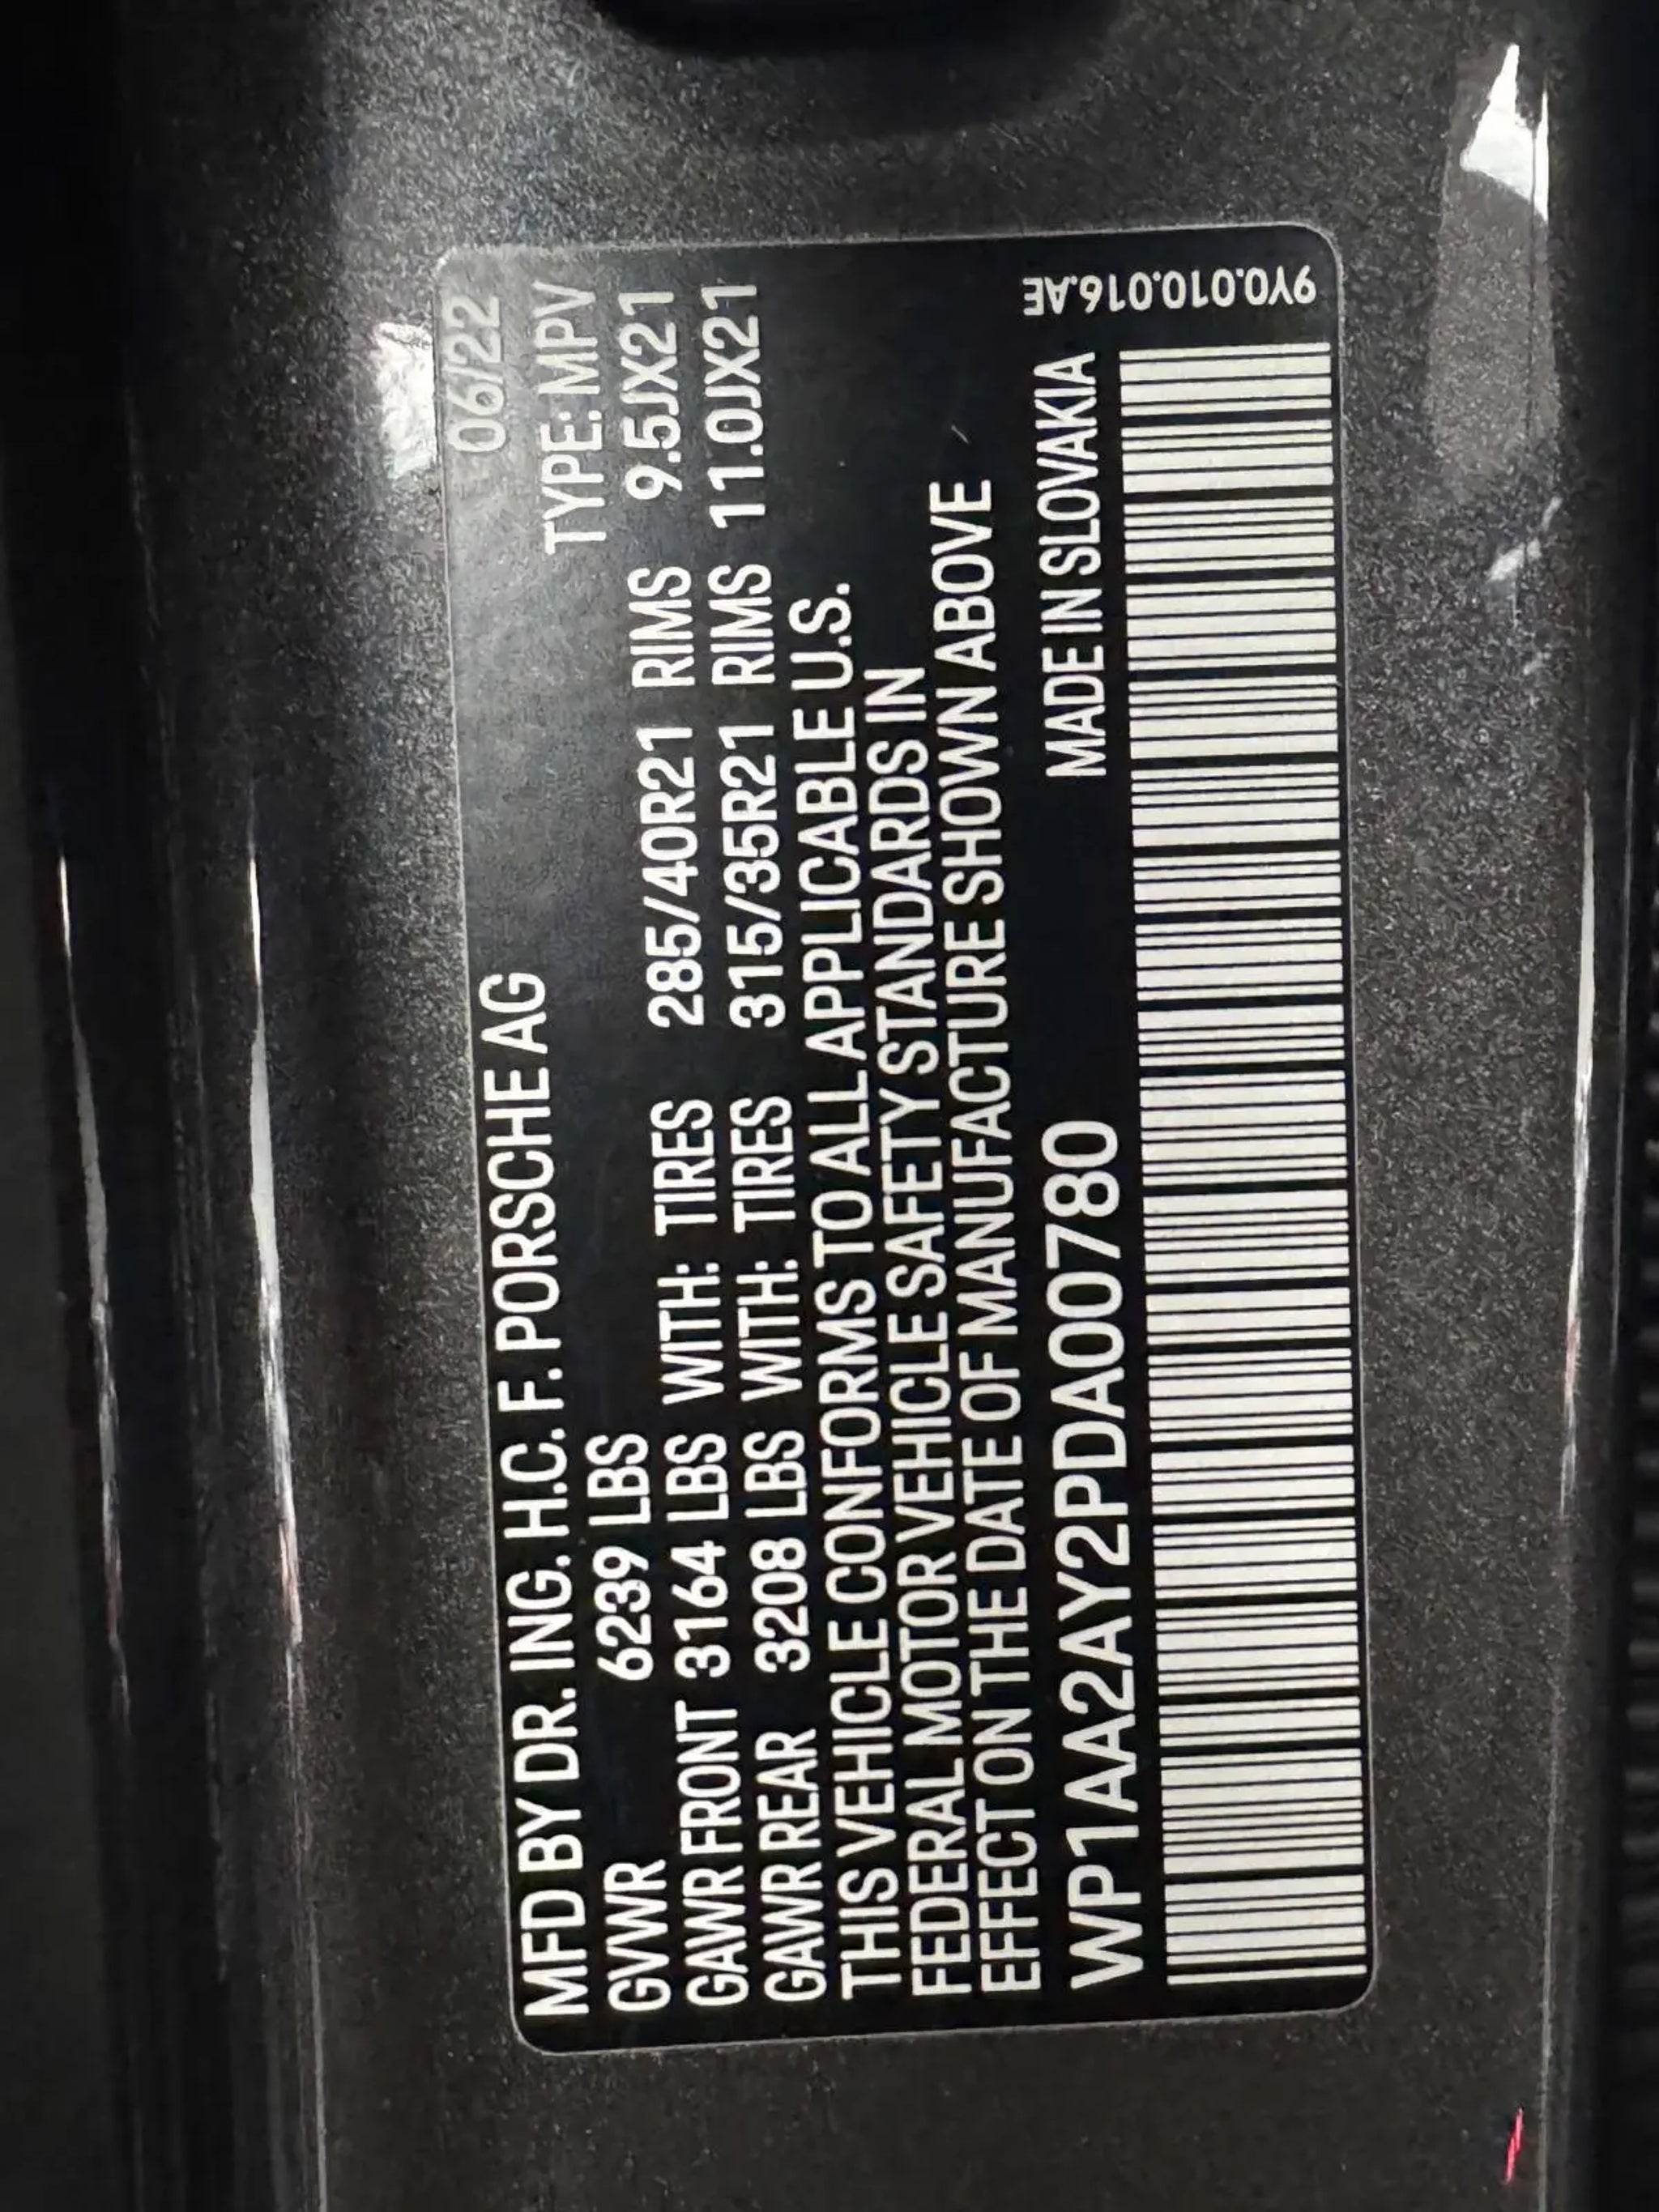 MFD BY DR. ING. H.C. F. PORSCHE AG 06/22
GVWR 6239 LBS TYPE: MPV
GAWR FRONT 3164 LBS WITH: TIRES 285/40R21 RIMS 9.5JX21
GAWR REAR 3208 LBS WITH: TIRES 315/35R21 RIMS 11.0JX21
THIS VEHICLE CONFORMS TO ALL APPLICABLE U.S.
FEDERAL MOTOR VEHICLE SAFETY STANDARDS IN
EFFECT ON THE DATE OF MANUFACTURE SHOWN ABOVE
WP1AA2AY2PDA00780 MADE IN SLOVAKIA
9Y0.010.016.AE